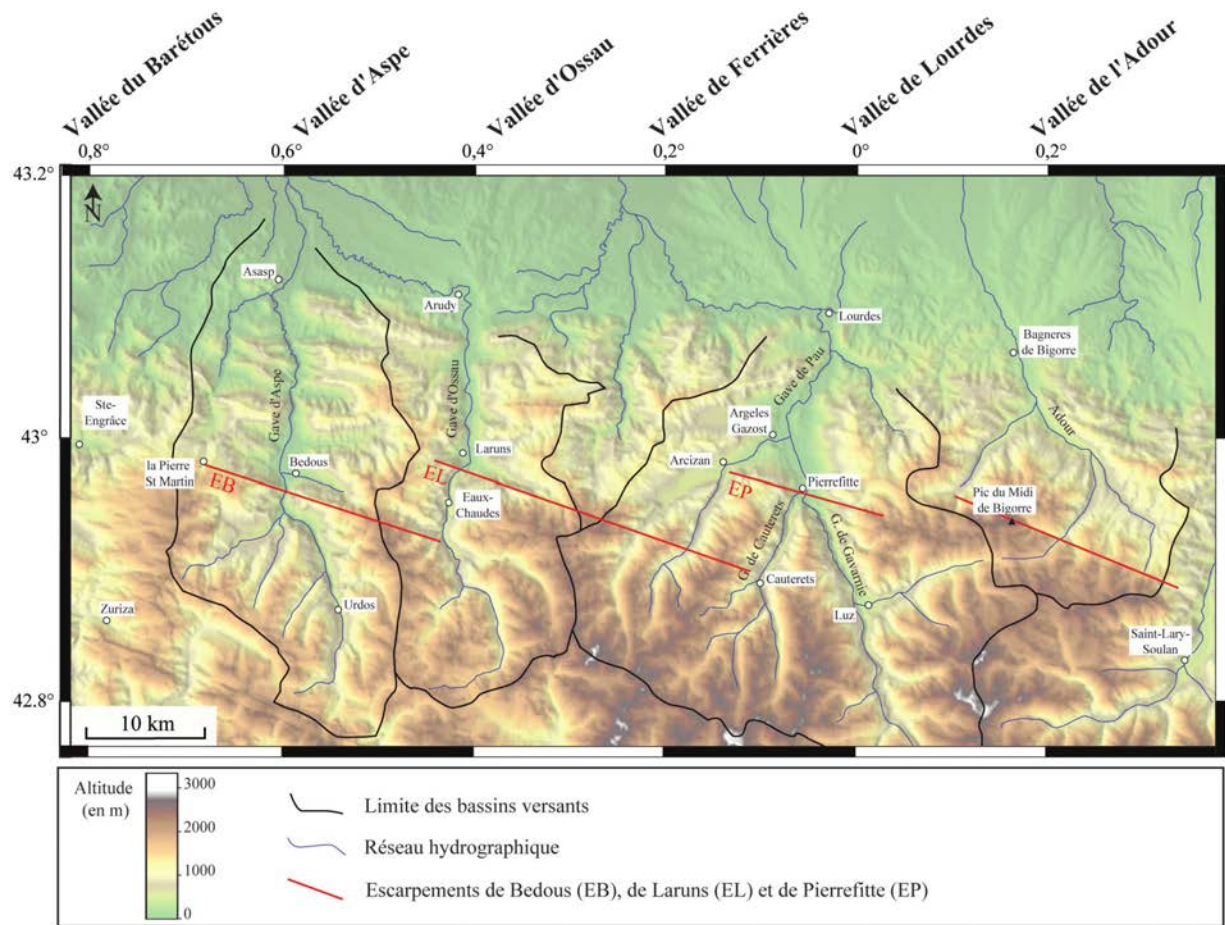 Vallée du Barétous
Vallée d'Aspe
Vallée d'Ossau
Vallée de Ferrières
Vallée de Lourdes
Vallée de l'Adour
0,8° 0,6° 0,4° 0,2° 0° 0,2°
43.2°
N
Asasp
Arudy
Lourdes
Bagneres
de Bigorre
Gave d'Aspe
Gave d'Ossau
Gave de Pau
Adour
Ste-
Engrâce
43°
Argeles
Gazost
la Pierre
St Martin
Bedous
Laruns
Arcizan
EB
EL
EP
Eaux-
Chaudes
Pierrefitte
Pic du Midi
de Bigorre
G. de Cauterets
G. de Gavarnie
Zuriza
Urdos
Cauterets
Luz
Saint-Lary-
Soulan
42.8°
10 km
Altitude
(en m)
3000
2000
1000
0
Limite des bassins versants
Réseau hydrographique
Escarpements de Bedous (EB), de Laruns (EL) et de Pierrefitte (EP)